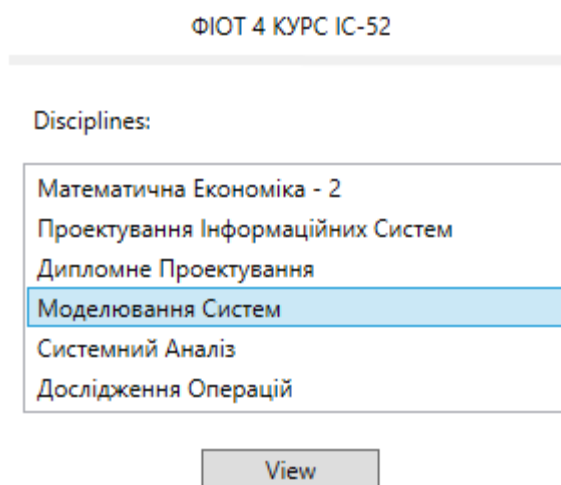 ФІОТ 4 КУРС ІС-52
Disciplines:
Математична Економіка - 2
Проектування Інформаційних Систем
Дипломне Проектування
Моделювання Систем
Системний Аналіз
Дослідження Операцій
View